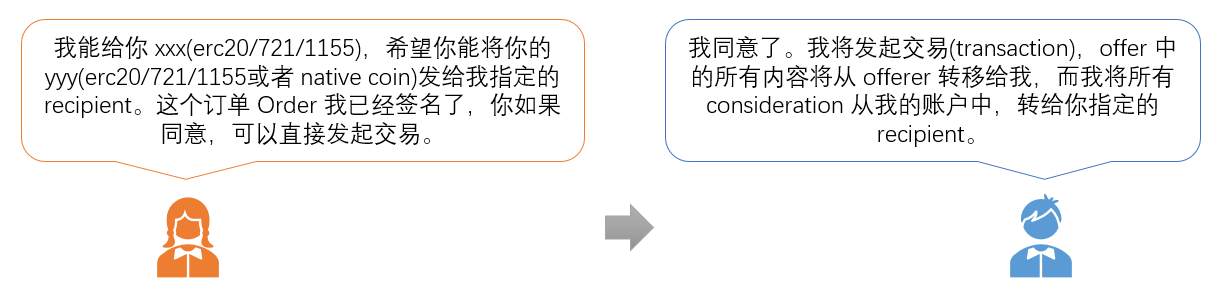 我能给你 xxx(erc20/721/1155)，希望你能将你的
yyy(erc20/721/1155或者 native coin)发给我指定的
recipient。这个订单 Order 我已经签名了，你如果
同意，可以直接发起交易。
我同意了。我将发起交易(transaction)，offer 中
的所有内容将从 offerer 转移给我，而我将所有
consideration 从我的账户中，转给你指定的
recipient。